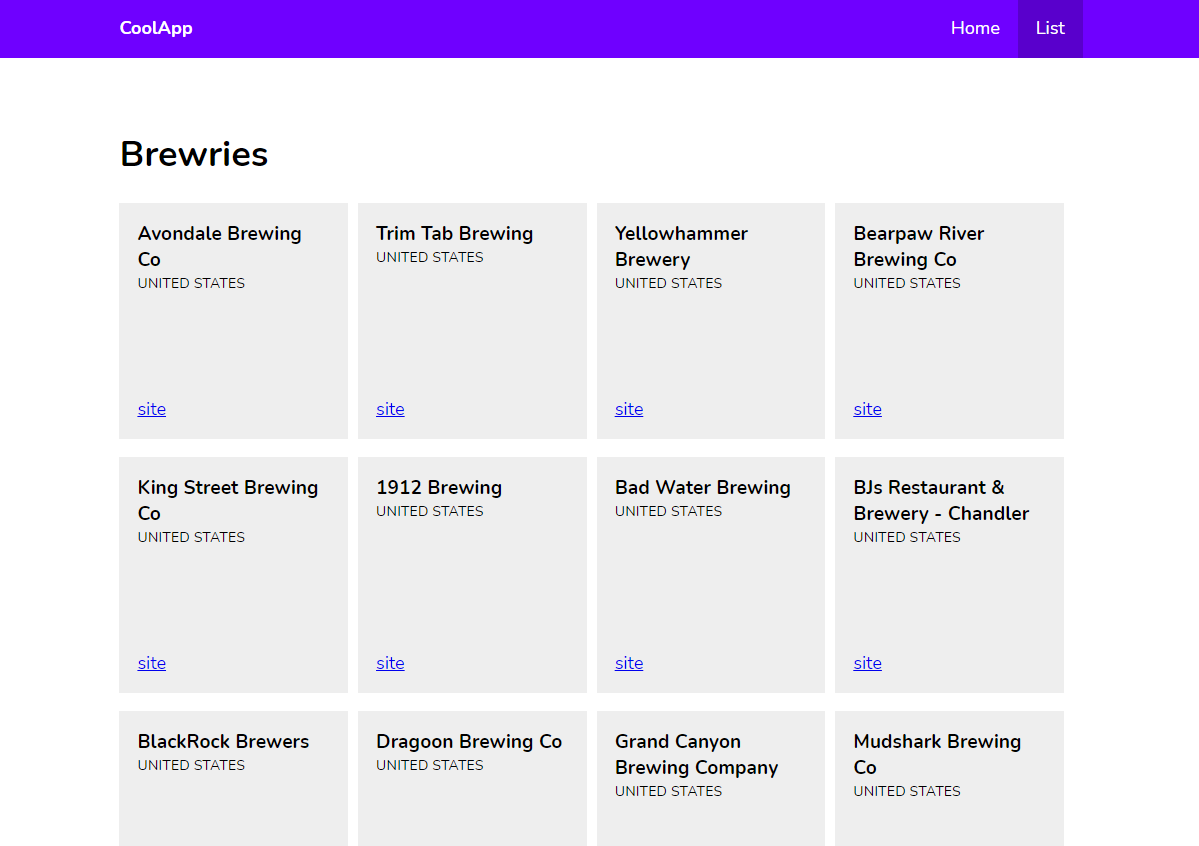 CoolApp
Home
List
Brewries
Avondale Brewing
Co
UNITED STATES
site
Trim Tab Brewing
UNITED STATES
site
Yellowhammer
Brewery
UNITED STATES
site
Bearpaw River
Brewing Co
UNITED STATES
site
King Street Brewing
Co
UNITED STATES
site
1912 Brewing
UNITED STATES
site
Bad Water Brewing
UNITED STATES
site
BJs Restaurant &
Brewery - Chandler
UNITED STATES
site
BlackRock Brewers
UNITED STATES
Dragoon Brewing Co
UNITED STATES
Grand Canyon
Brewing Company
UNITED STATES
Mudshark Brewing
Co
UNITED STATES